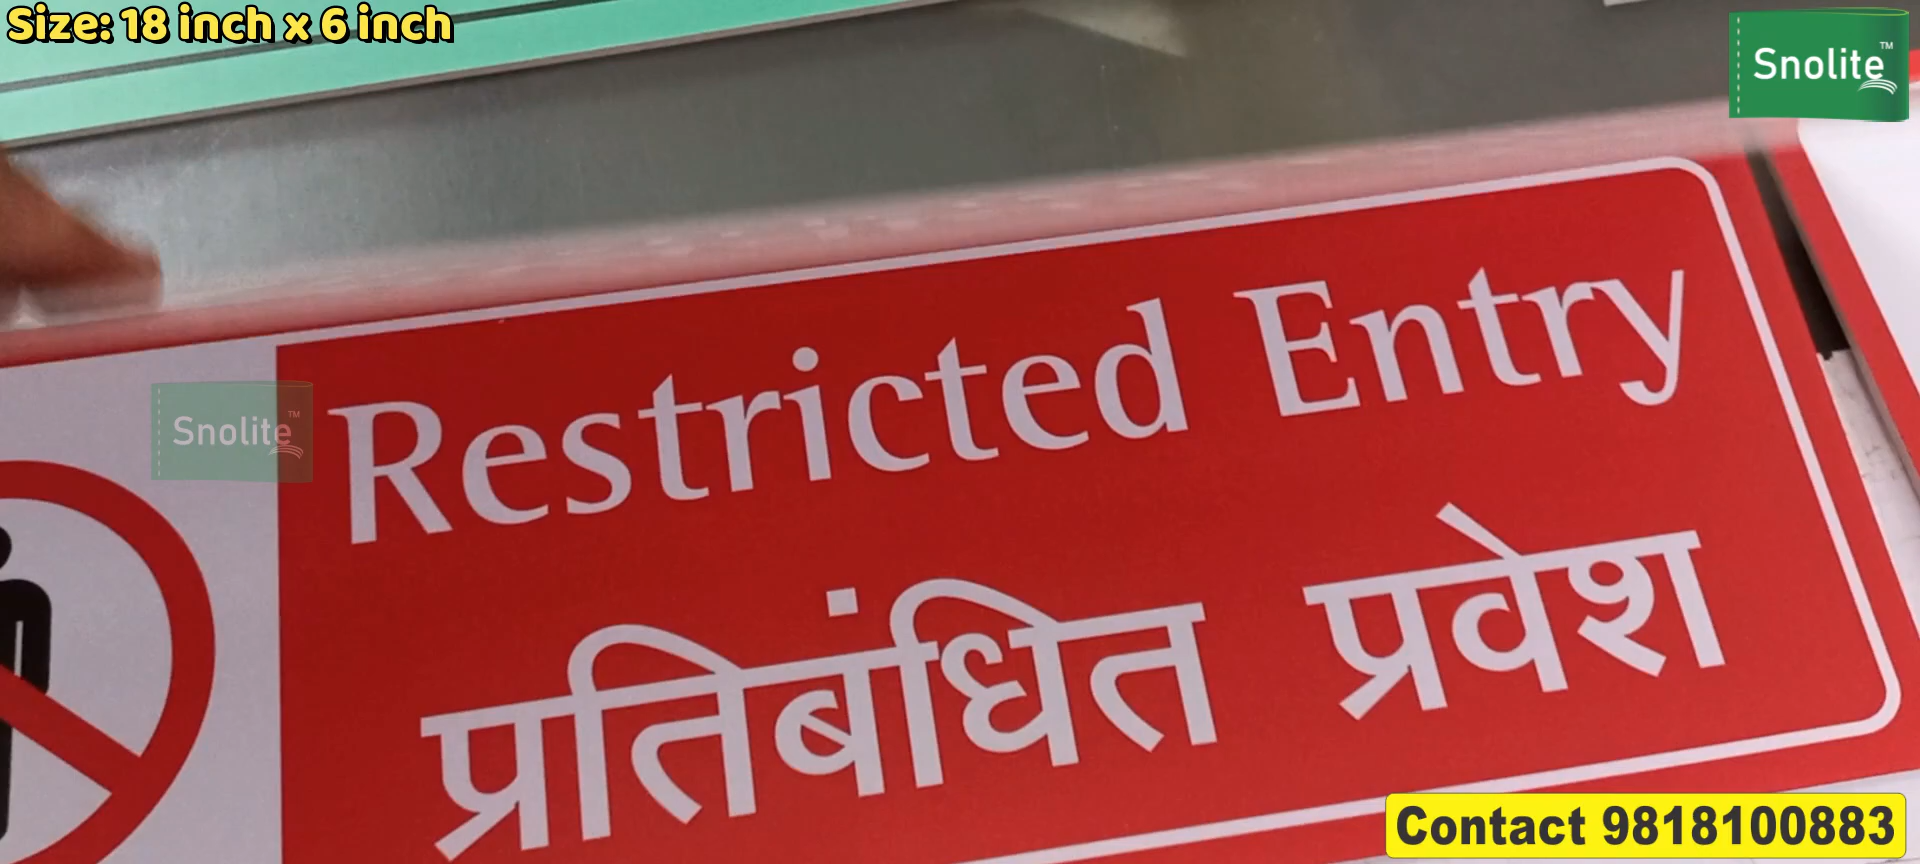 Size: 18 inch x 6 inch
Snolite™
Restricted Entry
Snolite™
प्रतिबंधित प्रवेश
Contact 9818100883